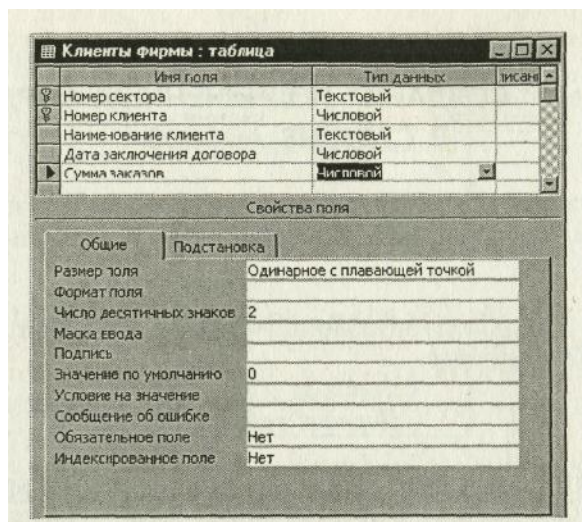 Клиенты фирмы : таблица
Имя поля Тип данных
Номер сектора Текстовый
Номер клиента Числовой
Наименование клиента Текстовый
Дата заключения договора Числовой
Сумма заказов Числовой
Свойства поля
Общие Подстановка
Размер поля Одинарное с плавающей точкой
Формат поля
Число десятичных знаков 2
Маска ввода
Подпись
Значение по умолчанию 0
Условие на значение
Сообщение об ошибке
Обязательное поле Нет
Индексированное поле Нет